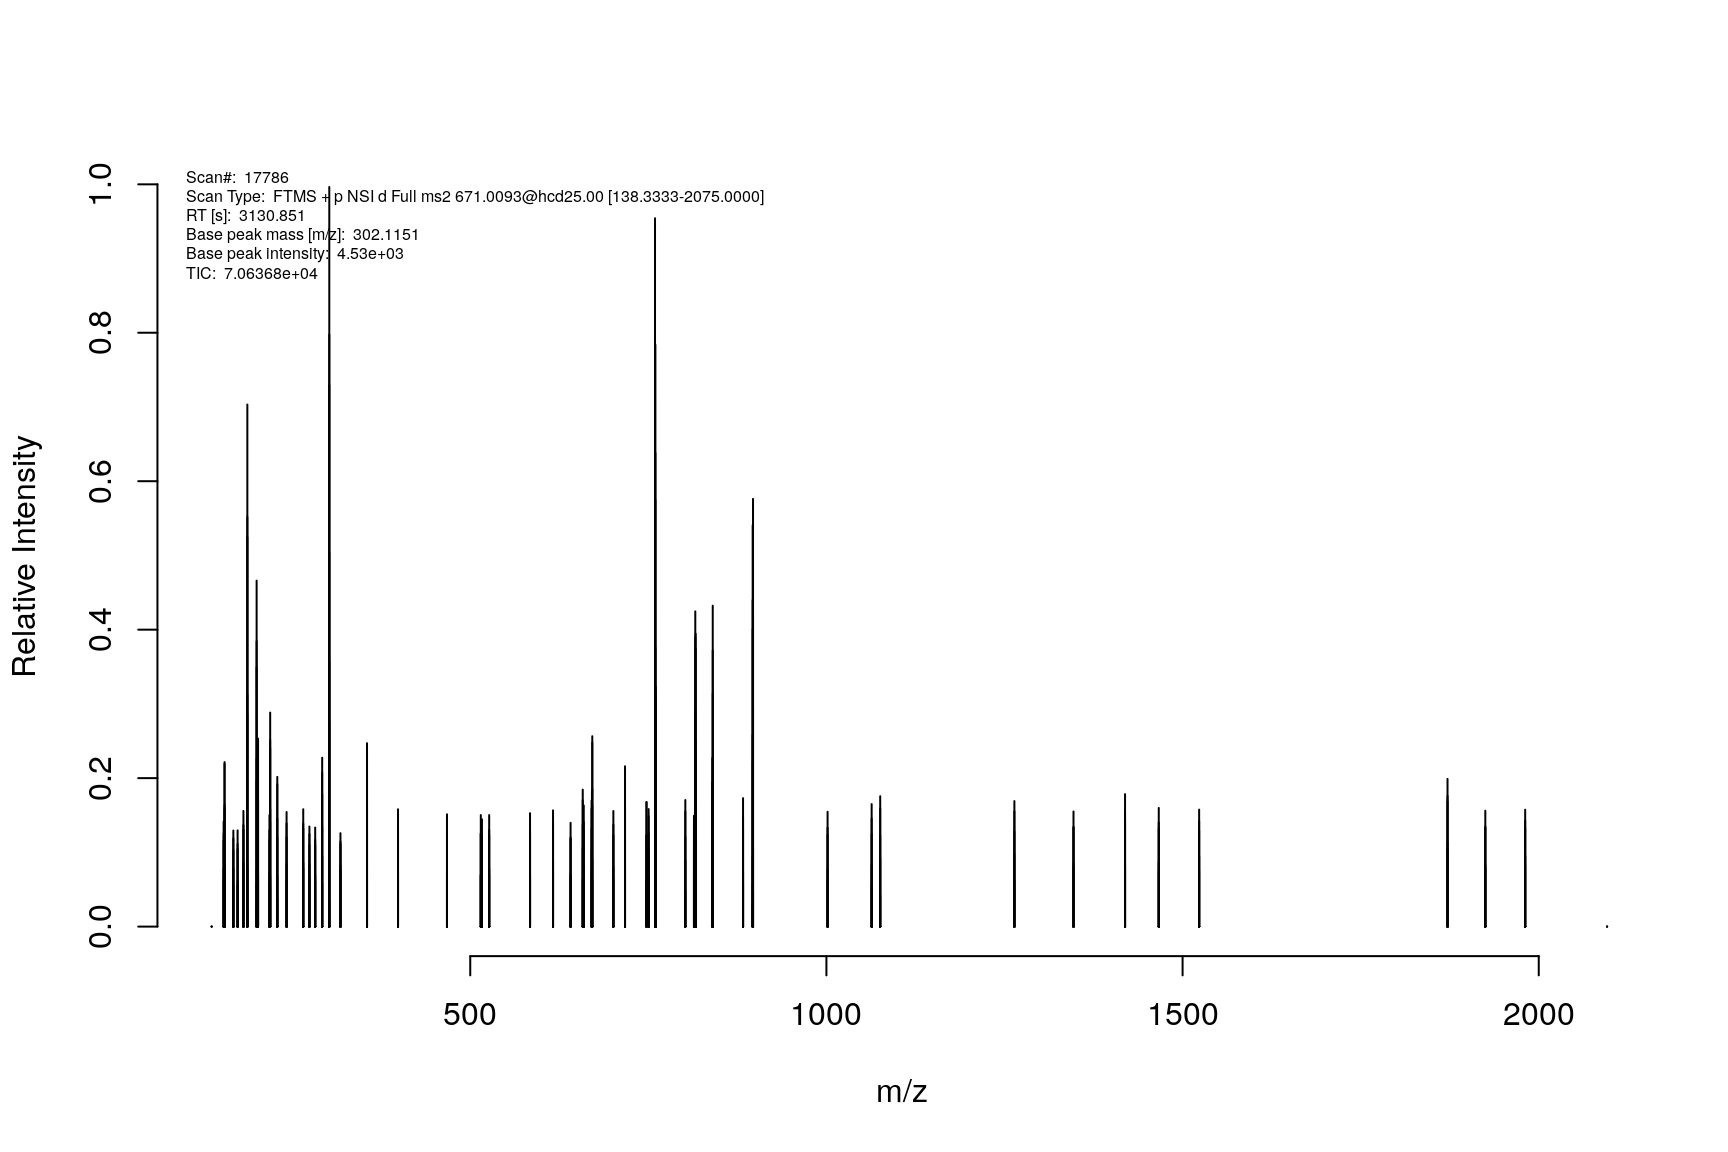 Scan#: 17786
Scan Type: FTMS + p NSI d Full ms2 671.0093@hcd25.00 [138.3333-2075.0000]
RT [s]: 3130.851
Base peak mass [m/z]: 302.1151
Base peak intensity: 4.53e+03
TIC: 7.06368e+04
1.0
0.8
0.6
0.4
0.2
0.0
Relative Intensity
500 1000 1500 2000
m/z